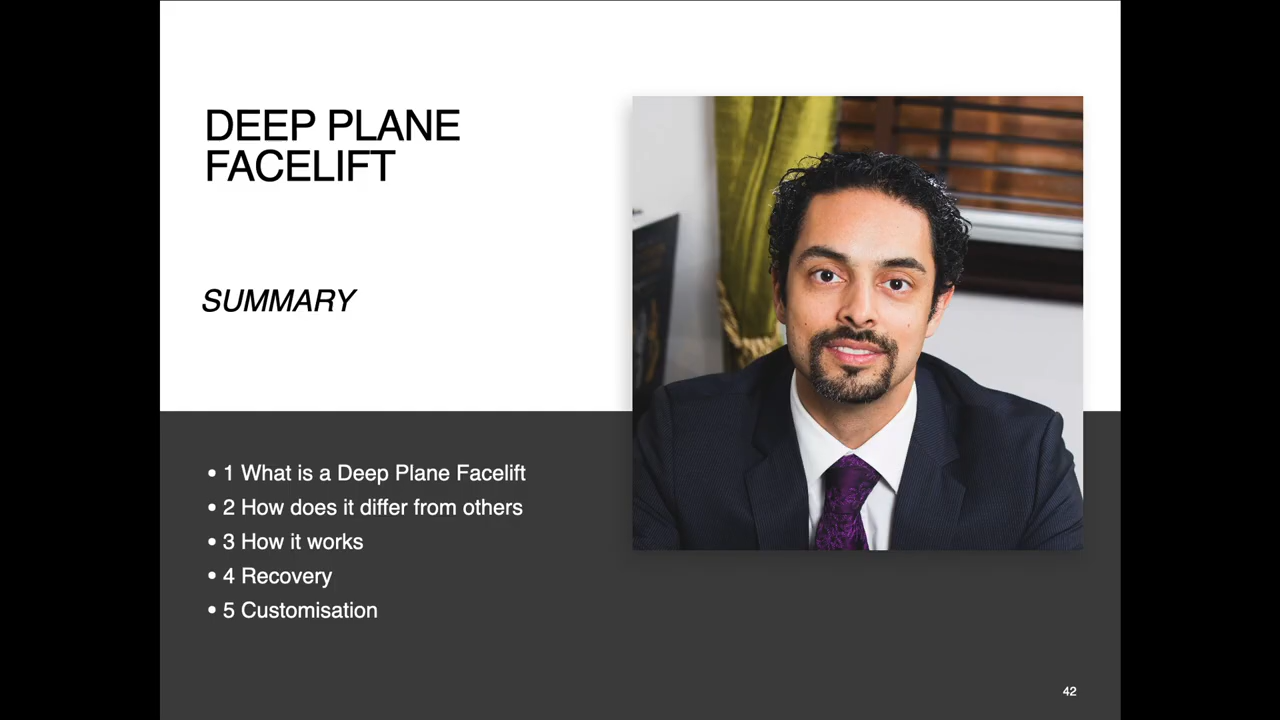 DEEP PLANE
FACELIFT
SUMMARY
• 1 What is a Deep Plane Facelift
• 2 How does it differ from others
• 3 How it works
• 4 Recovery
• 5 Customisation
42